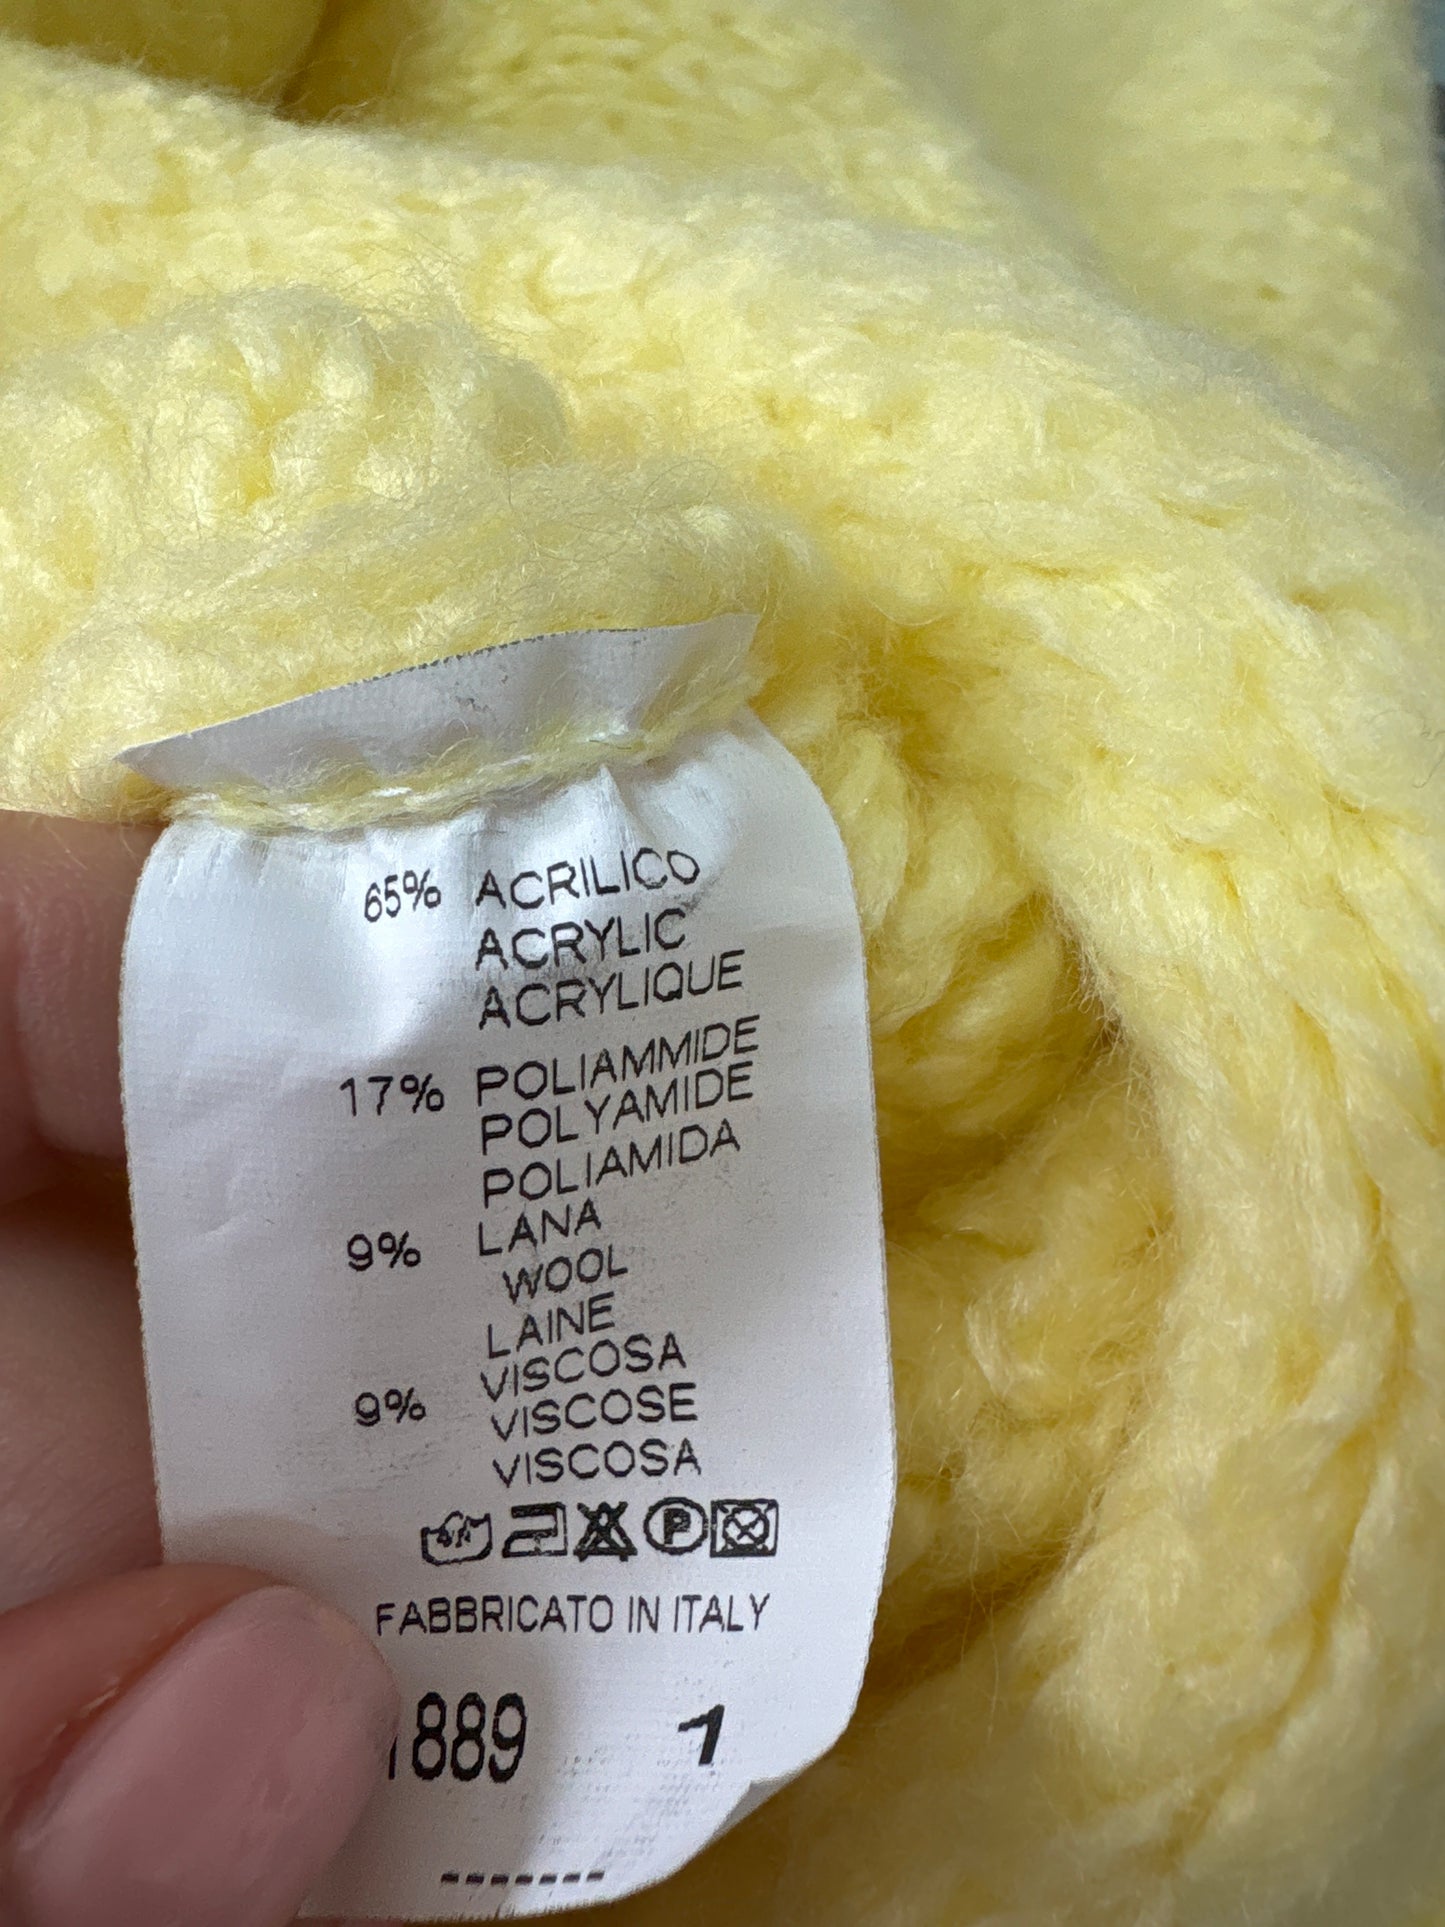 65% ACRILICO
ACRYLIC
ACRYLIQUE
17% POLIAMMIDE
POLYAMIDE
POLIAMIDA
9% LANA
WOOL
LAINE
9% VISCOSA
VISCOSE
VISCOSA
P
FABBRICATO IN ITALY
1889 1
-------